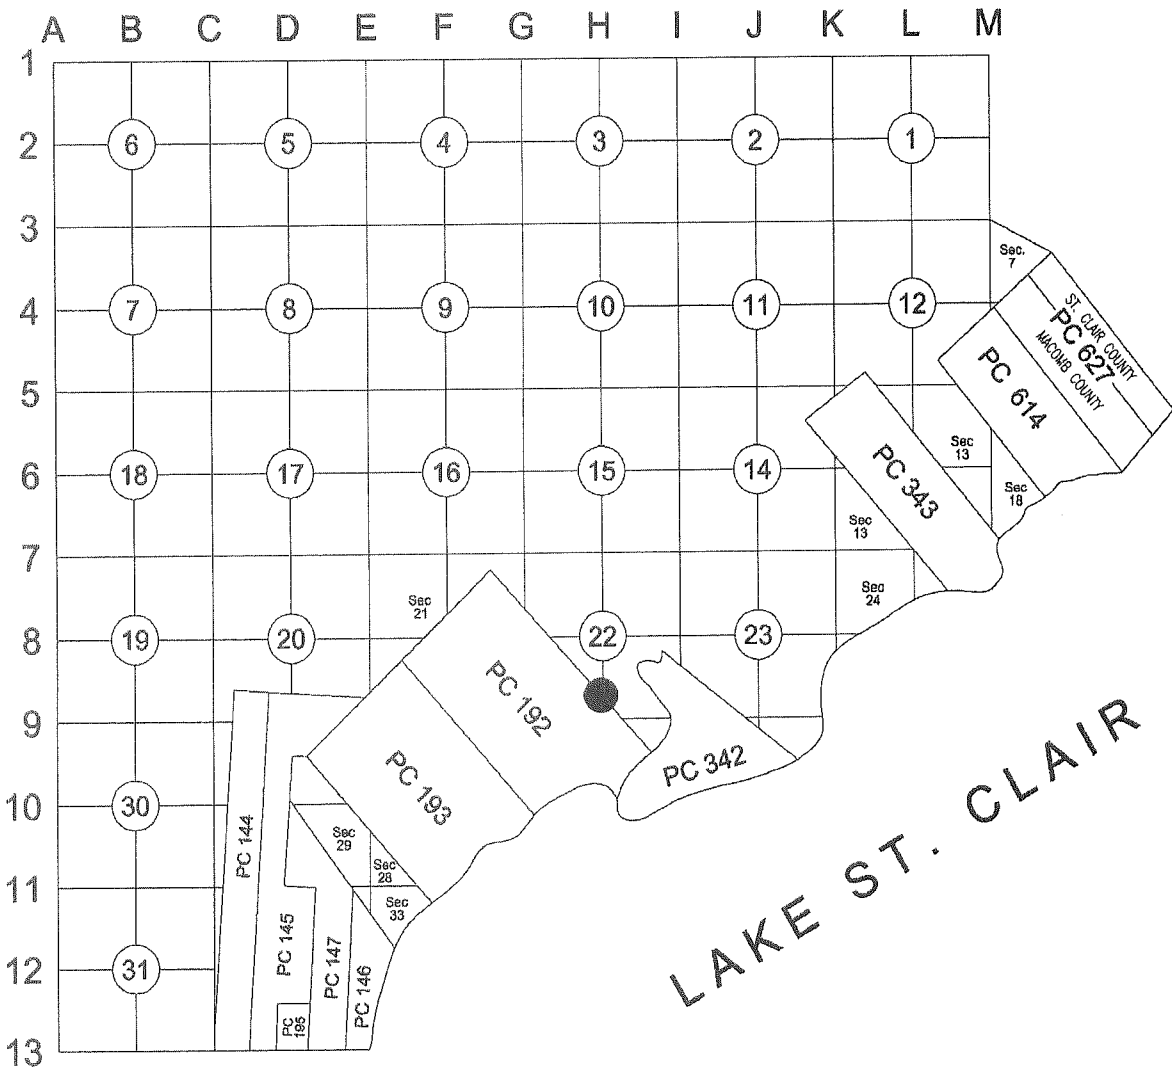 A B C D E F G H I J K L M
1
2 6 5 4 3 2 1
3
Sec.
7
4 7 8 9 10 11 12
ST. CLAIR COUNTY
PC 627
MACOMB COUNTY
PC 614
5
Sec
13
6 18 17 16 15 14
PC 343
Sec
18
Sec
13
7
Sec
21
Sec
24
8 19 20 22 23
PC 192
9
PC 342
PC 193
10 30
PC 144
Sec
29
Sec
28
11
Sec
33
PC 145
PC 147
PC 146
12 31
PC
195
13
LAKE ST. CLAIR